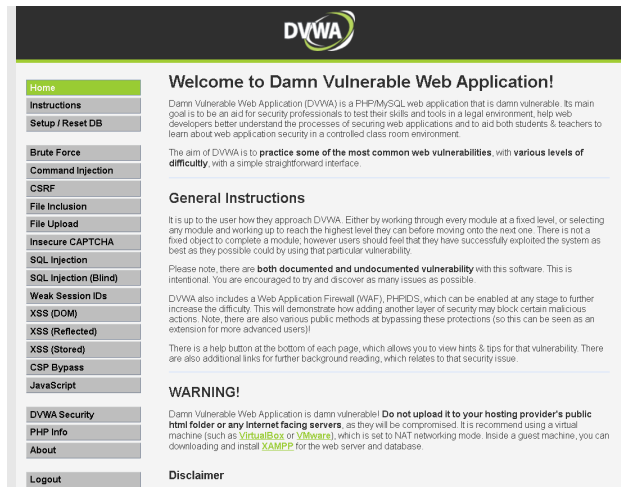 DVWA
Home
Instructions
Setup / Reset DB
Brute Force
Command Injection
CSRF
File Inclusion
File Upload
Insecure CAPTCHA
SQL Injection
SQL Injection (Blind)
Weak Session IDs
XSS (DOM)
XSS (Reflected)
XSS (Stored)
CSP Bypass
JavaScript
DVWA Security
PHP Info
About
Logout
Welcome to Damn Vulnerable Web Application!
Damn Vulnerable Web Application (DVWA) is a PHP/MySQL web application that is damn vulnerable. Its main
goal is to be an aid for security professionals to test their skills and tools in a legal environment, help web
developers better understand the processes of securing web applications and to aid both students & teachers to
learn about web application security in a controlled class room environment.
The aim of DVWA is to practice some of the most common web vulnerabilities, with various levels of
difficultly, with a simple straightforward interface.
General Instructions
It is up to the user how they approach DVWA. Either by working through every module at a fixed level, or selecting
any module and working up to reach the highest level they can before moving onto the next one. There is not a
fixed object to complete a module; however users should feel that they have successfully exploited the system as
best as they possible could by using that particular vulnerability.
Please note, there are both documented and undocumented vulnerability with this software. This is
intentional. You are encouraged to try and discover as many issues as possible.
DVWA also includes a Web Application Firewall (WAF), PHPIDS, which can be enabled at any stage to further
increase the difficulty. This will demonstrate how adding another layer of security may block certain malicious
actions. Note, there are also various public methods at bypassing these protections (so this can be seen as an
extension for more advanced users)!
There is a help button at the bottom of each page, which allows you to view hints & tips for that vulnerability. There
are also additional links for further background reading, which relates to that security issue.
WARNING!
Damn Vulnerable Web Application is damn vulnerable! Do not upload it to your hosting provider's public
html folder or any Internet facing servers, as they will be compromised. It is recommend using a virtual
machine (such as VirtualBox or VMware), which is set to NAT networking mode. Inside a guest machine, you can
downloading and install XAMPP for the web server and database.
Disclaimer